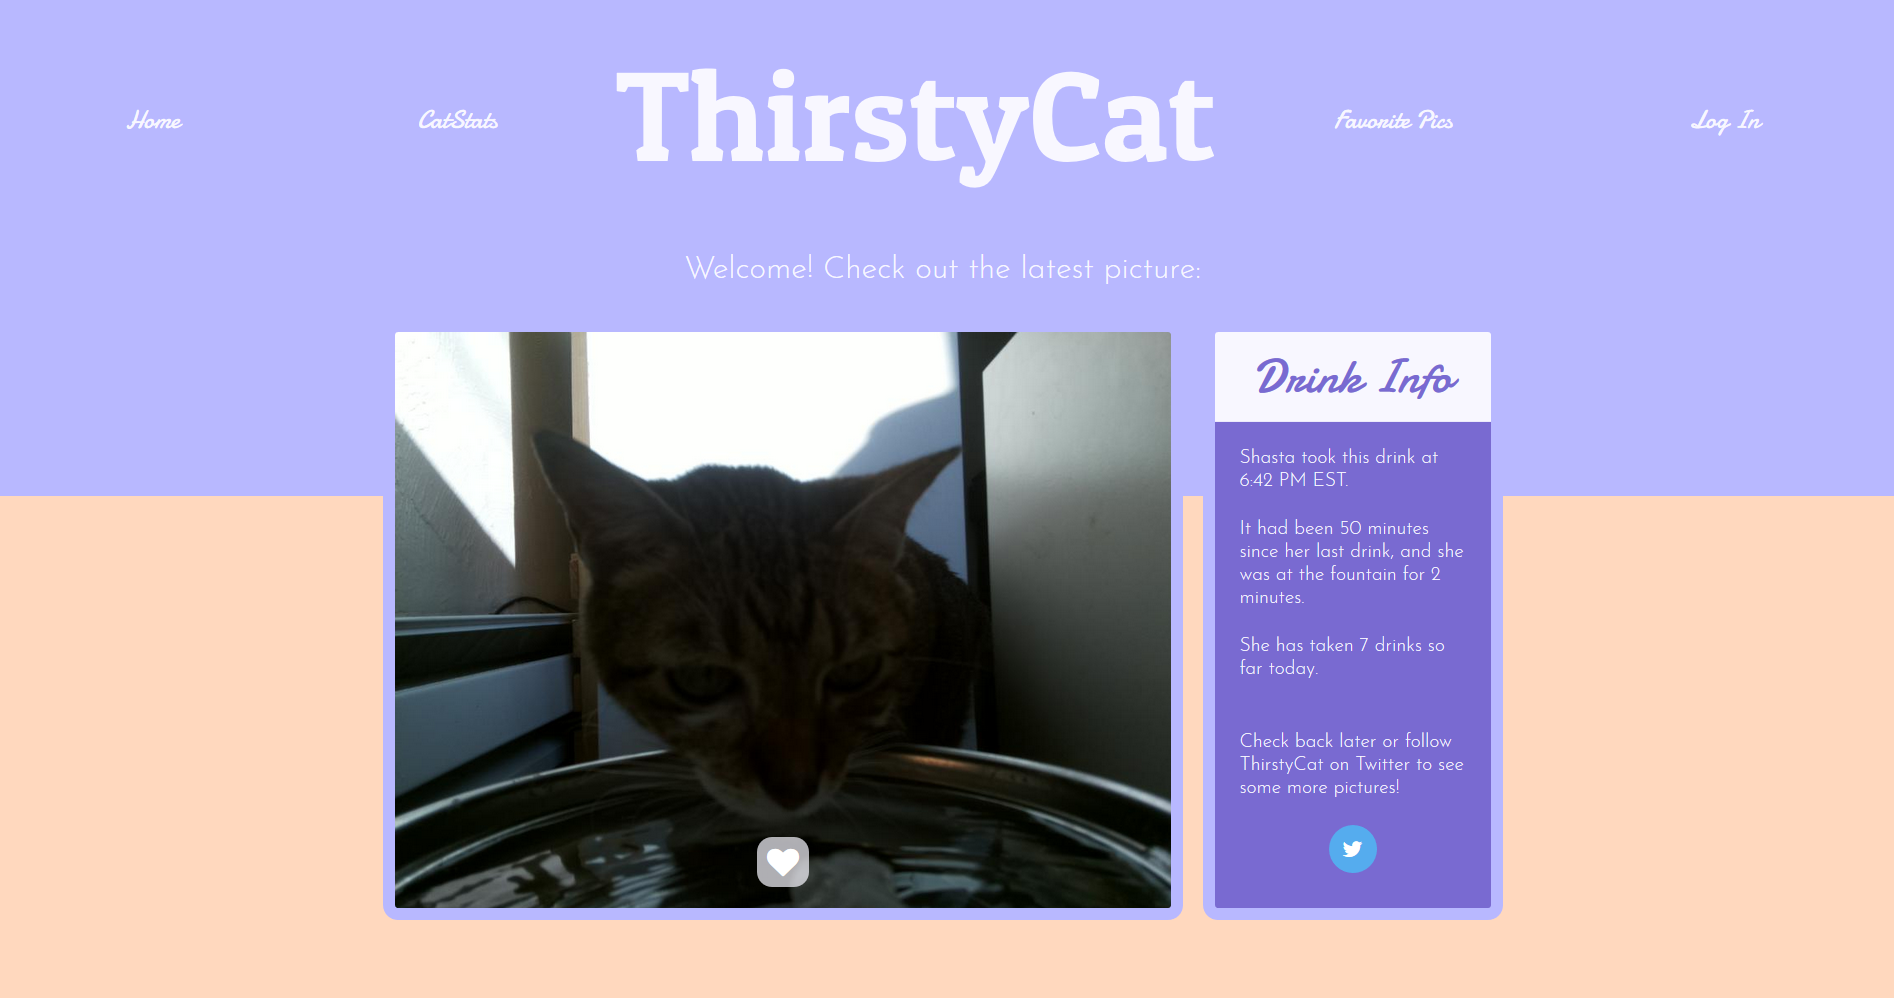 Home
CatStats
ThirstyCat
Favorite Pics
Log In
Welcome! Check out the latest picture:
Drink Info
Shasta took this drink at
6:42 PM EST.
It had been 50 minutes
since her last drink, and she
was at the fountain for 2
minutes.
She has taken 7 drinks so
far today.
Check back later or follow
ThirstyCat on Twitter to see
some more pictures!